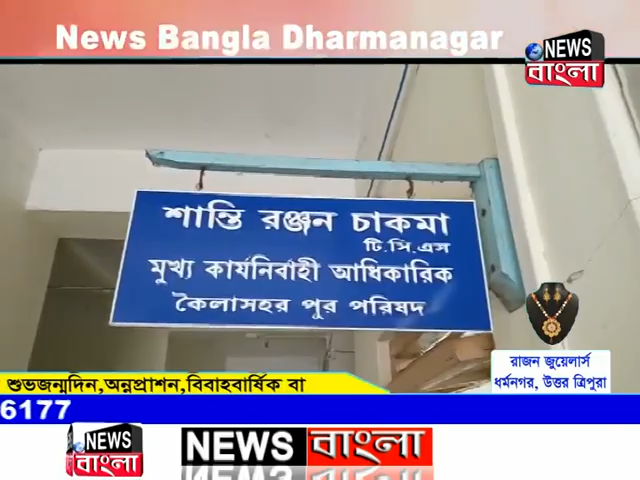 News Bangla Dharmanagar
NEWS
বাংলা
শান্তি রঞ্জন চাকমা
টি.সি.এস
মুখ্য কার্যনিবাহী আধিকারিক
কৈলাসহর পুর পরিষদ
রাজন জুয়েলার্স
ধর্মনগর, উত্তর ত্রিপুরা
শুভজন্মদিন,অন্নপ্রাশন,বিবাহবার্ষিক বা
6177
NEWS
বাংলা
NEWS বাংলা